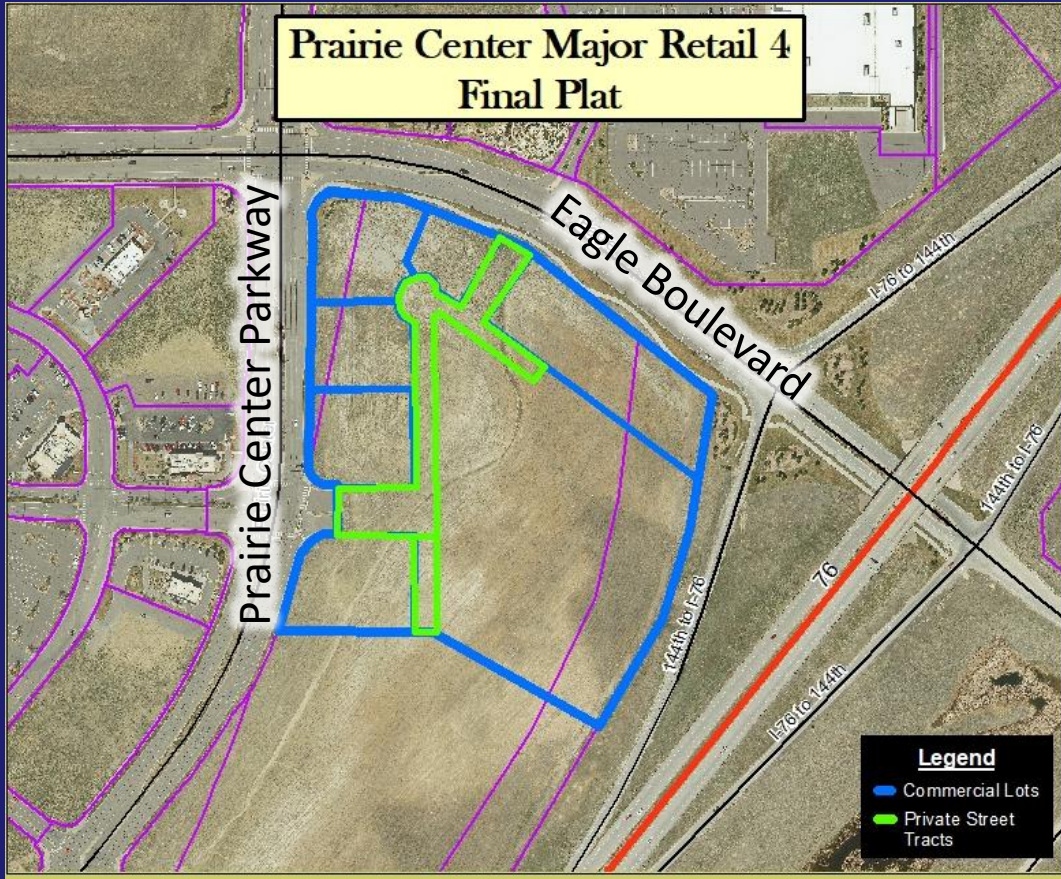 Prairie Center Major Retail 4
Final Plat
Prairie Center Parkway
Eagle Boulevard
I-76 to 144th
144th to I-76
76
144th to I-76
I-76 to 144th
Legend
Commercial Lots
Private Street
Tracts